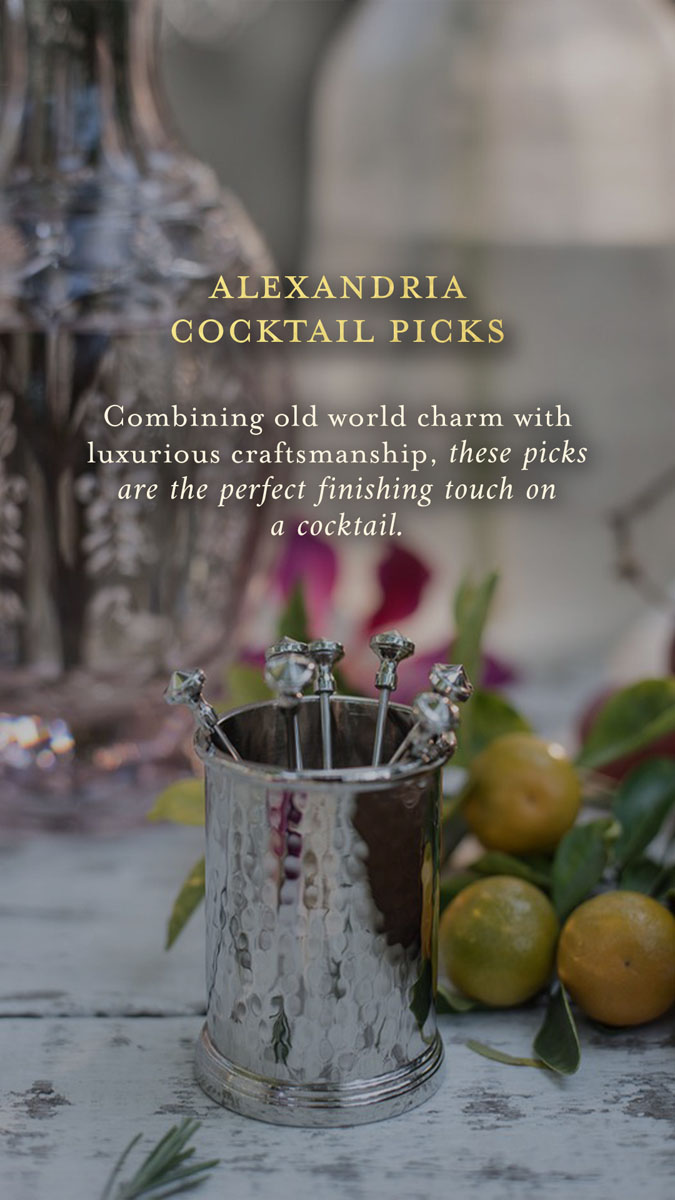 ALEXANDRIA
COCKTAIL PICKS
Combining old world charm with
luxurious craftsmanship, these picks
are the perfect finishing touch on
a cocktail.